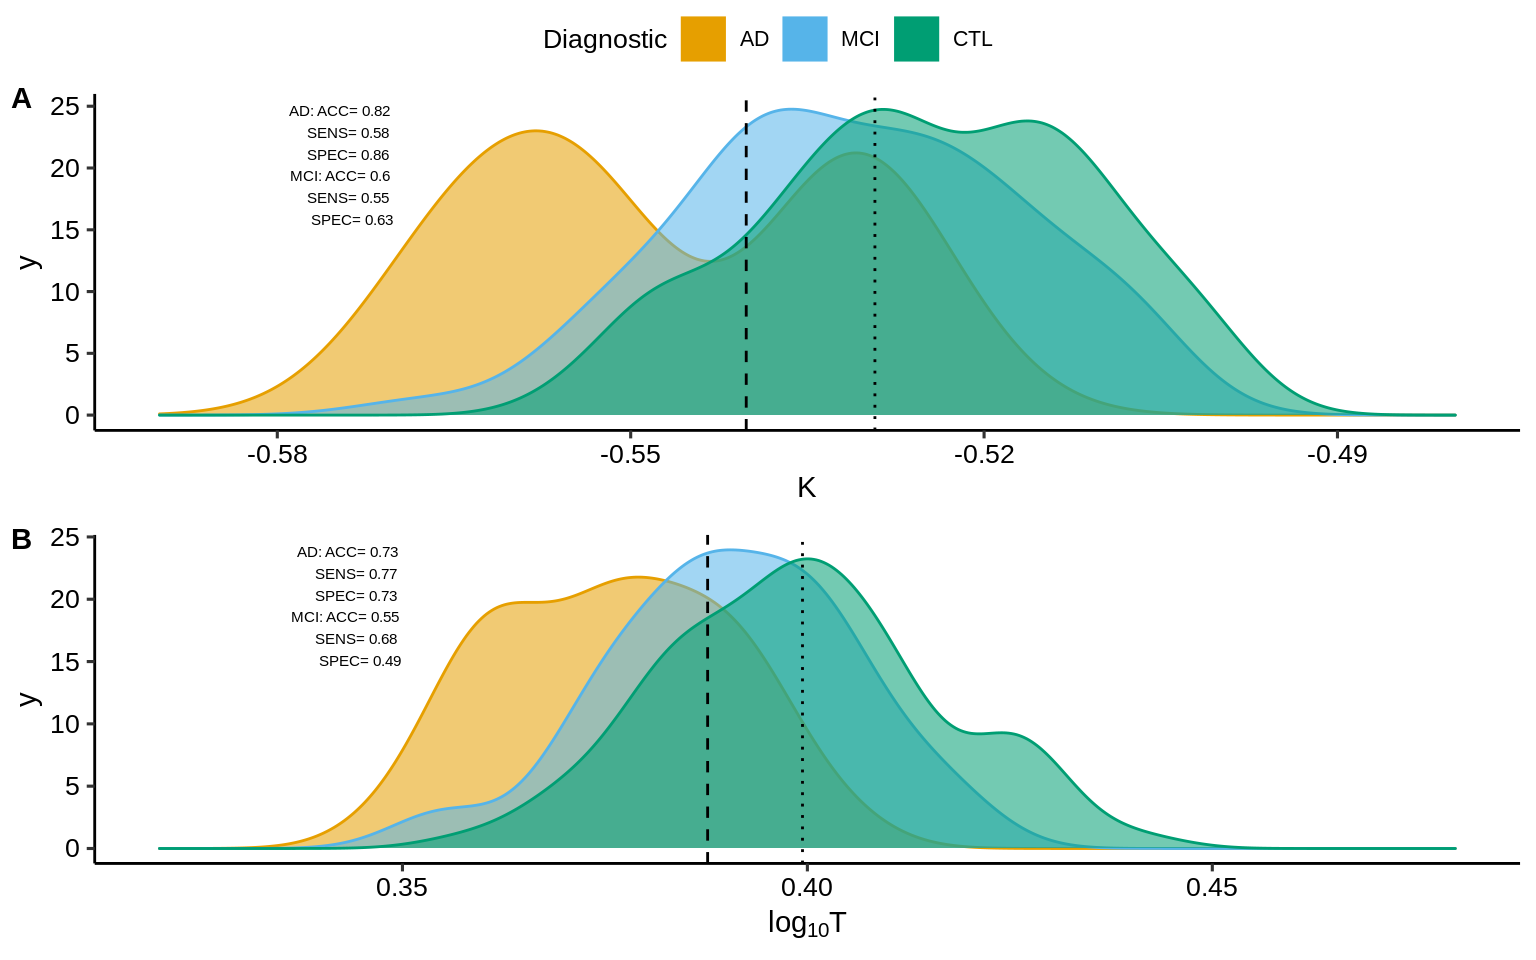 Diagnostic AD MCI CTL
A
25
20
15
10
5
0
y
AD: ACC= 0.82
SENS= 0.58
SPEC= 0.86
MCI: ACC= 0.6
SENS= 0.55
SPEC= 0.63
-0.58 -0.55 -0.52 -0.49
K
B
25
20
15
10
5
0
y
AD: ACC= 0.73
SENS= 0.77
SPEC= 0.73
MCI: ACC= 0.55
SENS= 0.68
SPEC= 0.49
0.35 0.40 0.45
log₁₀T